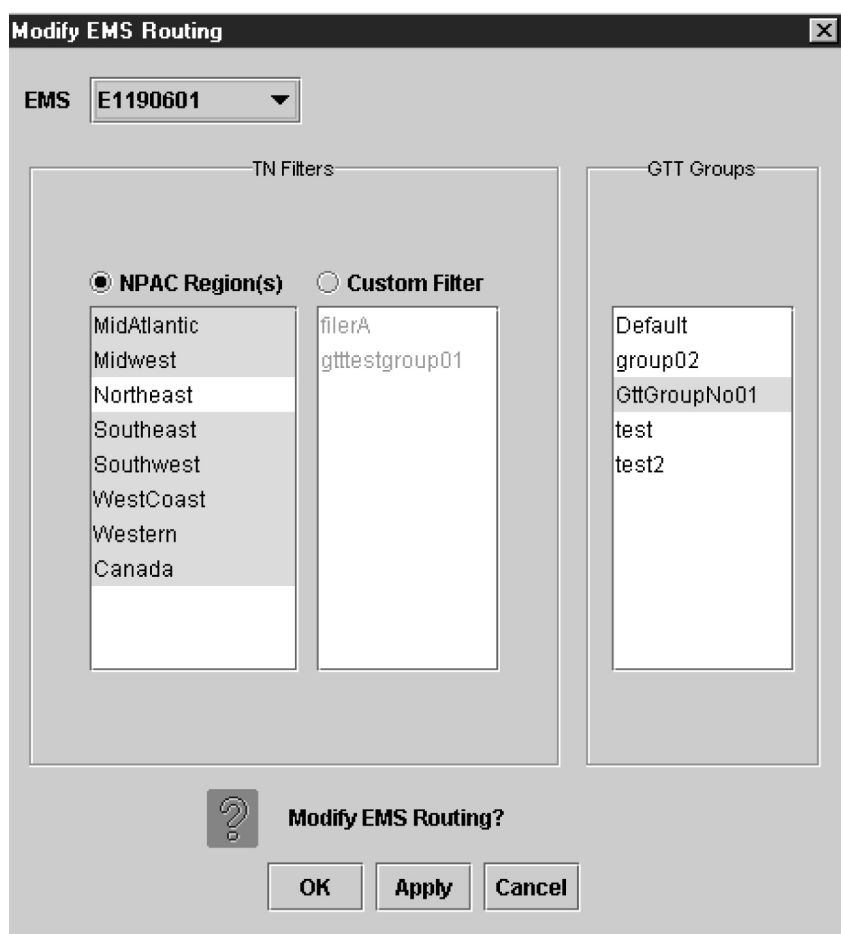 Modify EMS Routing
EMS E1190601
TN Filters
GTT Groups
NPAC Region(s)
Custom Filter
MidAtlantic
Midwest
Northeast
Southeast
Southwest
WestCoast
Western
Canada
filerA
gtttestgroup01
Default
group02
GttGroupNo01
test
test2
Modify EMS Routing?
OK
Apply
Cancel